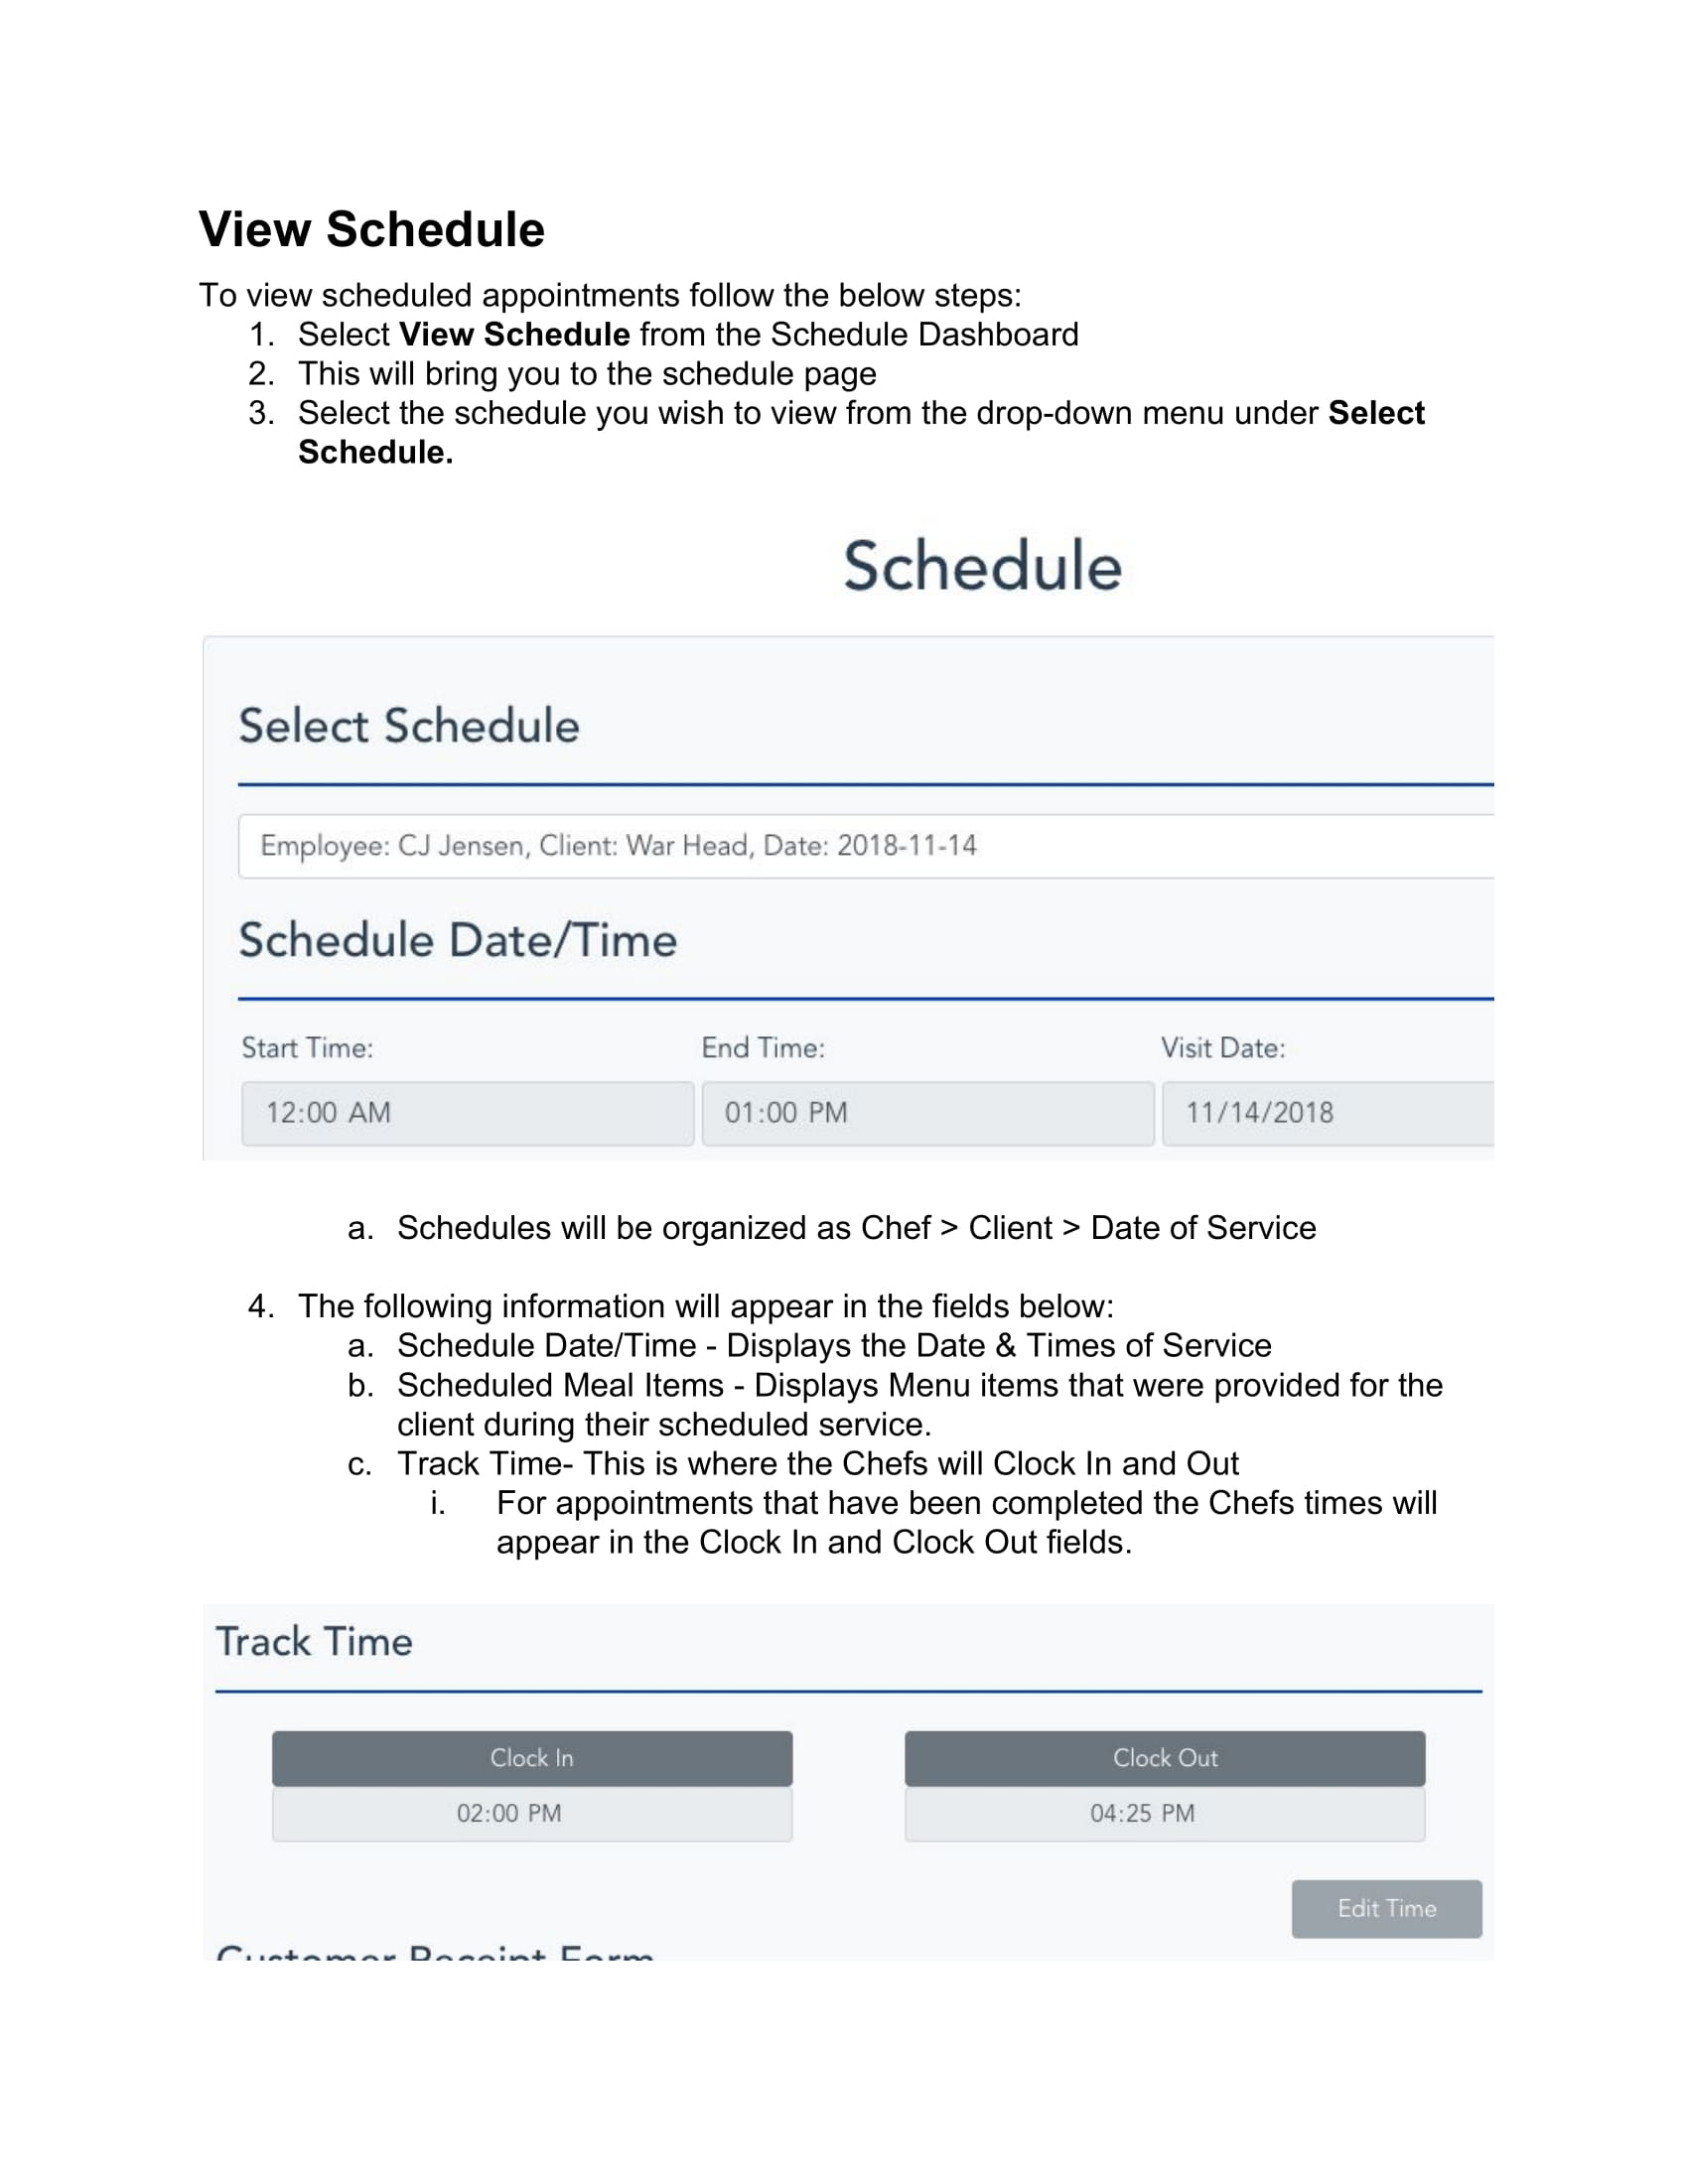 View Schedule
To view scheduled appointments follow the below steps:
1. Select View Schedule from the Schedule Dashboard
2. This will bring you to the schedule page
3. Select the schedule you wish to view from the drop-down menu under Select
Schedule.
Schedule
Select Schedule
Employee: CJ Jensen, Client: War Head, Date: 2018-11-14
Schedule Date/Time
Start Time: End Time: Visit Date:
12:00 AM 01:00 PM 11/14/2018
a. Schedules will be organized as Chef > Client > Date of Service
4. The following information will appear in the fields below:
a. Schedule Date/Time - Displays the Date & Times of Service
b. Scheduled Meal Items - Displays Menu items that were provided for the
client during their scheduled service.
c. Track Time- This is where the Chefs will Clock In and Out
i. For appointments that have been completed the Chefs times will
appear in the Clock In and Clock Out fields.
Track Time
Clock In Clock Out
02:00 PM 04:25 PM
Edit Time
Customer Receipt Form